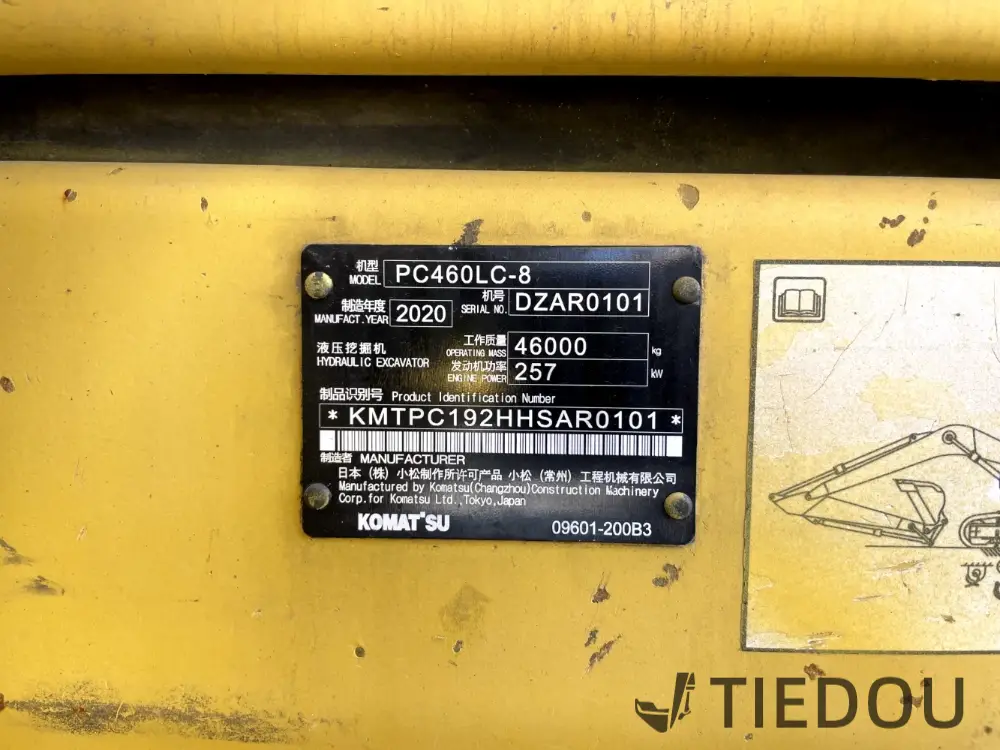 机型
MODEL PC460LC-8
制造年度 机号
MANUFACT.YEAR 2020 SERIAL NO. DZAR0101
液压挖掘机 工作质量
HYDRAULIC EXCAVATOR OPERATING MASS 46000 kg
发动机功率
ENGINE POWER 257 kW
制品识别号 Product Identification Number
* KMTPC192HHSAR0101 *
制造者 MANUFACTURER
日本（株）小松制作所许可产品 小松（常州）工程机械有限公司
Manufactured by Komatsu(Changzhou)Construction Machinery
Corp.for Komatsu Ltd.,Tokyo,Japan
KOMATSU 09601-200B3
TIEDOU